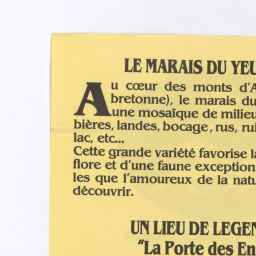 LE MARAIS DU YEU
Au cœur des monts d'A
bretonne), le marais du
une mosaïque de milieu
bières, landes, bocage, rus, rui
lac, etc...
Cette grande variété favorise la
flore et d'une faune exception
les que l'amoureux de la natu
découvrir.
UN LIEU DE LEGEN
"La Porte des En